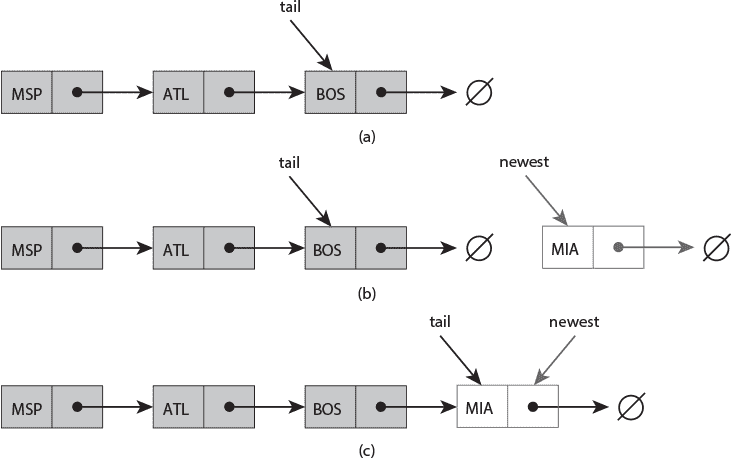 tail
MSP ATL BOS ∅
(a)
tail newest
MSP ATL BOS ∅ MIA ∅
(b)
tail newest
MSP ATL BOS MIA ∅
(c)